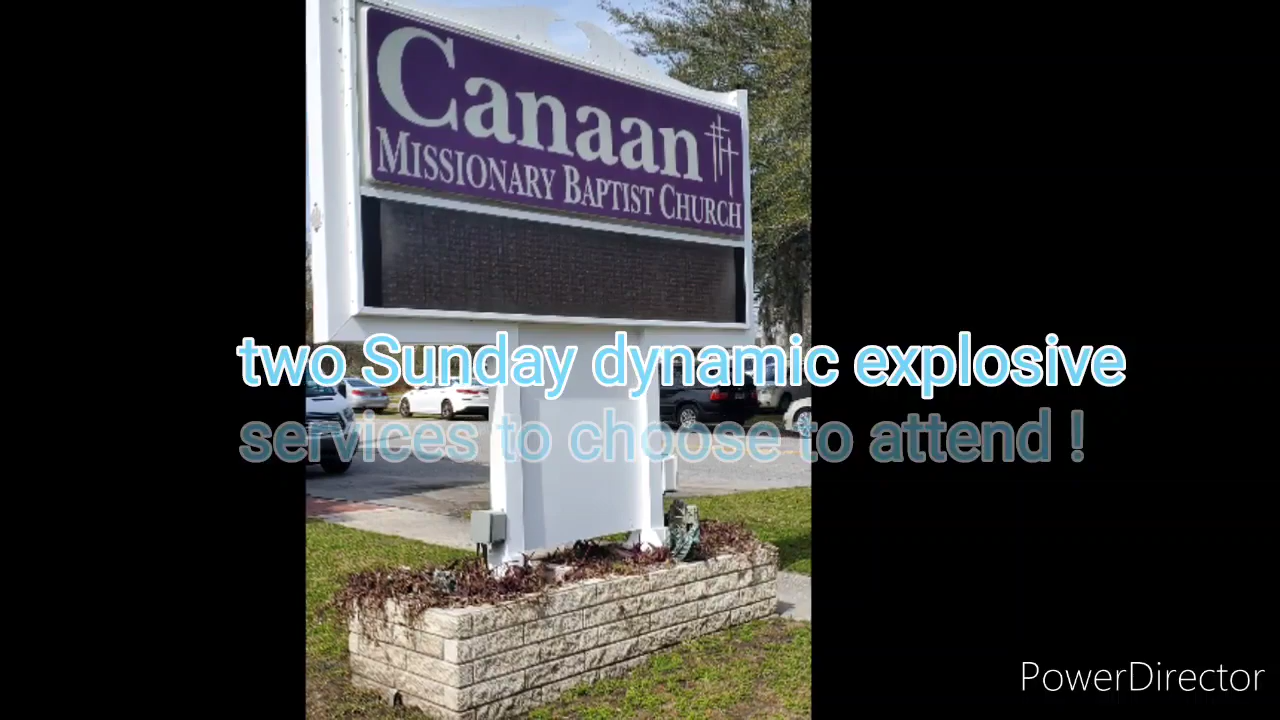 Canaan
MISSIONARY BAPTIST CHURCH
two Sunday dynamic explosive
services to choose to attend !
PowerDirector